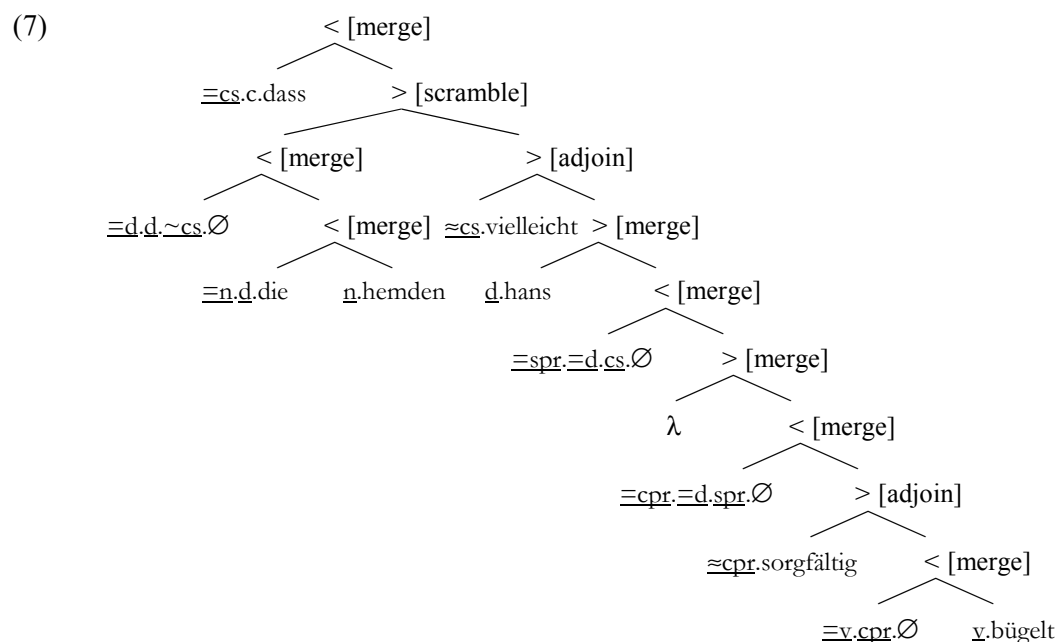 (7) < [merge]
=cs.c.dass > [scramble]
< [merge] > [adjoin]
=d.d.~cs.∅ < [merge] ≈cs.vielleicht > [merge]
=n.d.die n.hemden d.hans < [merge]
=spr.=d.cs.∅ > [merge]
λ < [merge]
=cpr.=d.spr.∅ > [adjoin]
≈cpr.sorgfältig < [merge]
=v.cpr.∅ v.bügelt